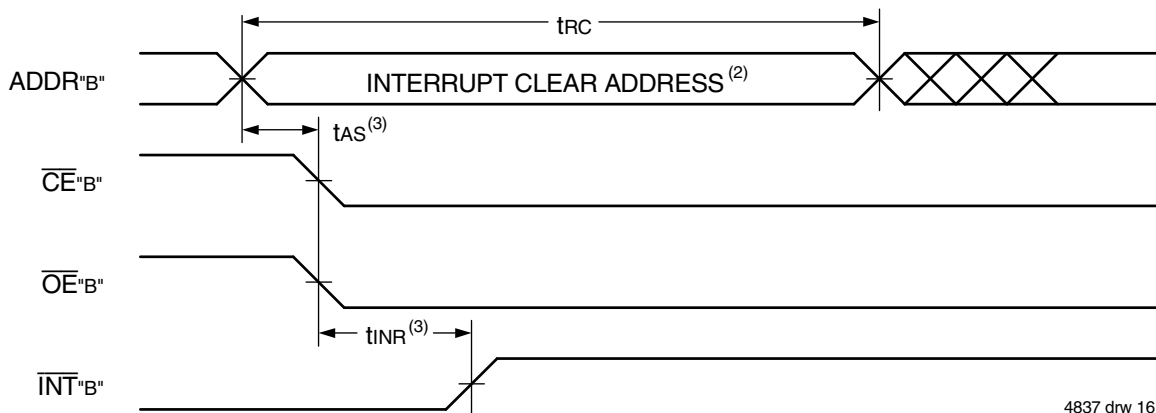 tRC
ADDR"B"
INTERRUPT CLEAR ADDRESS(2)
tAS(3)
CE"B"
OE"B"
tINR(3)
INT"B"
4837 drw 16